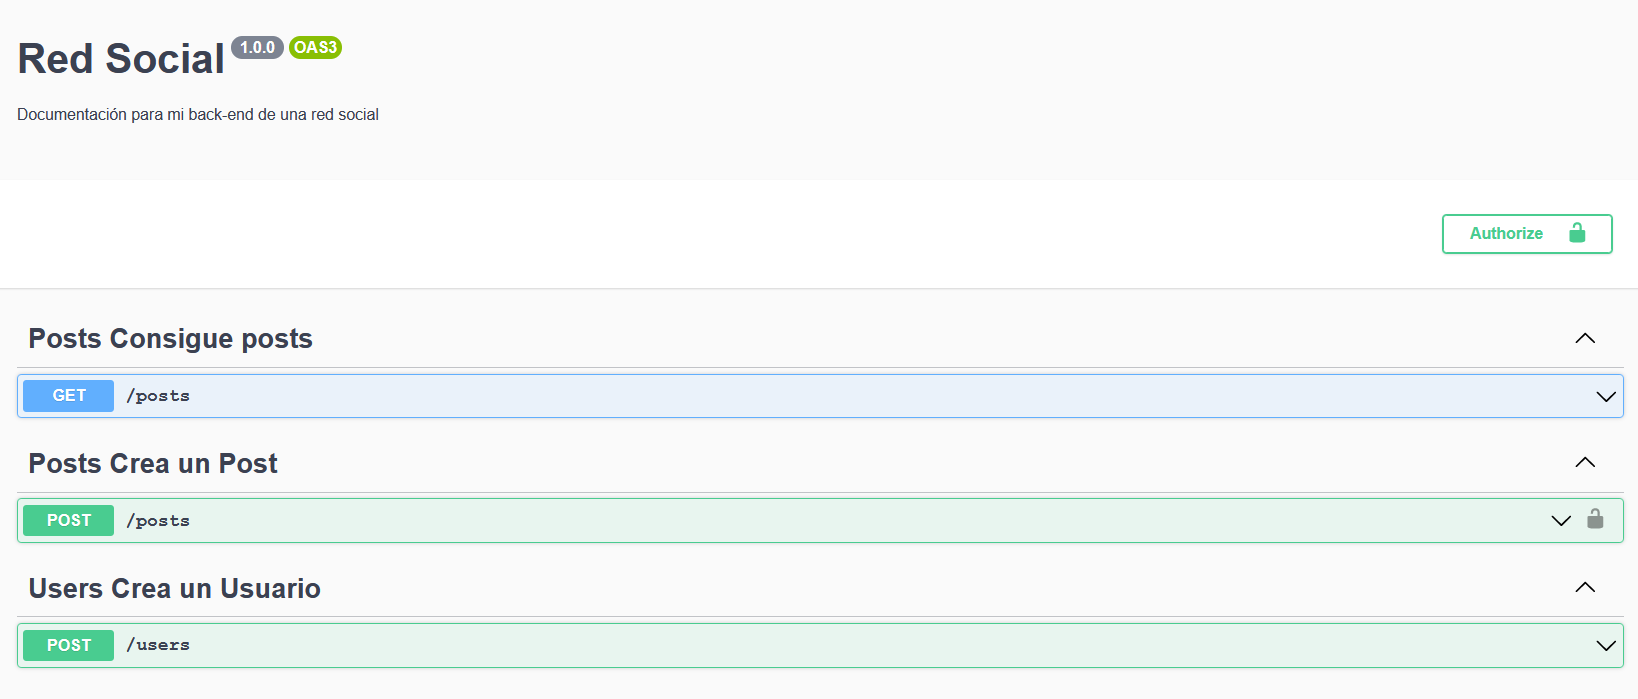 Red Social 1.0.0 OAS3
Documentación para mi back-end de una red social
Authorize
Posts Consigue posts
GET /posts
Posts Crea un Post
POST /posts
Users Crea un Usuario
POST /users